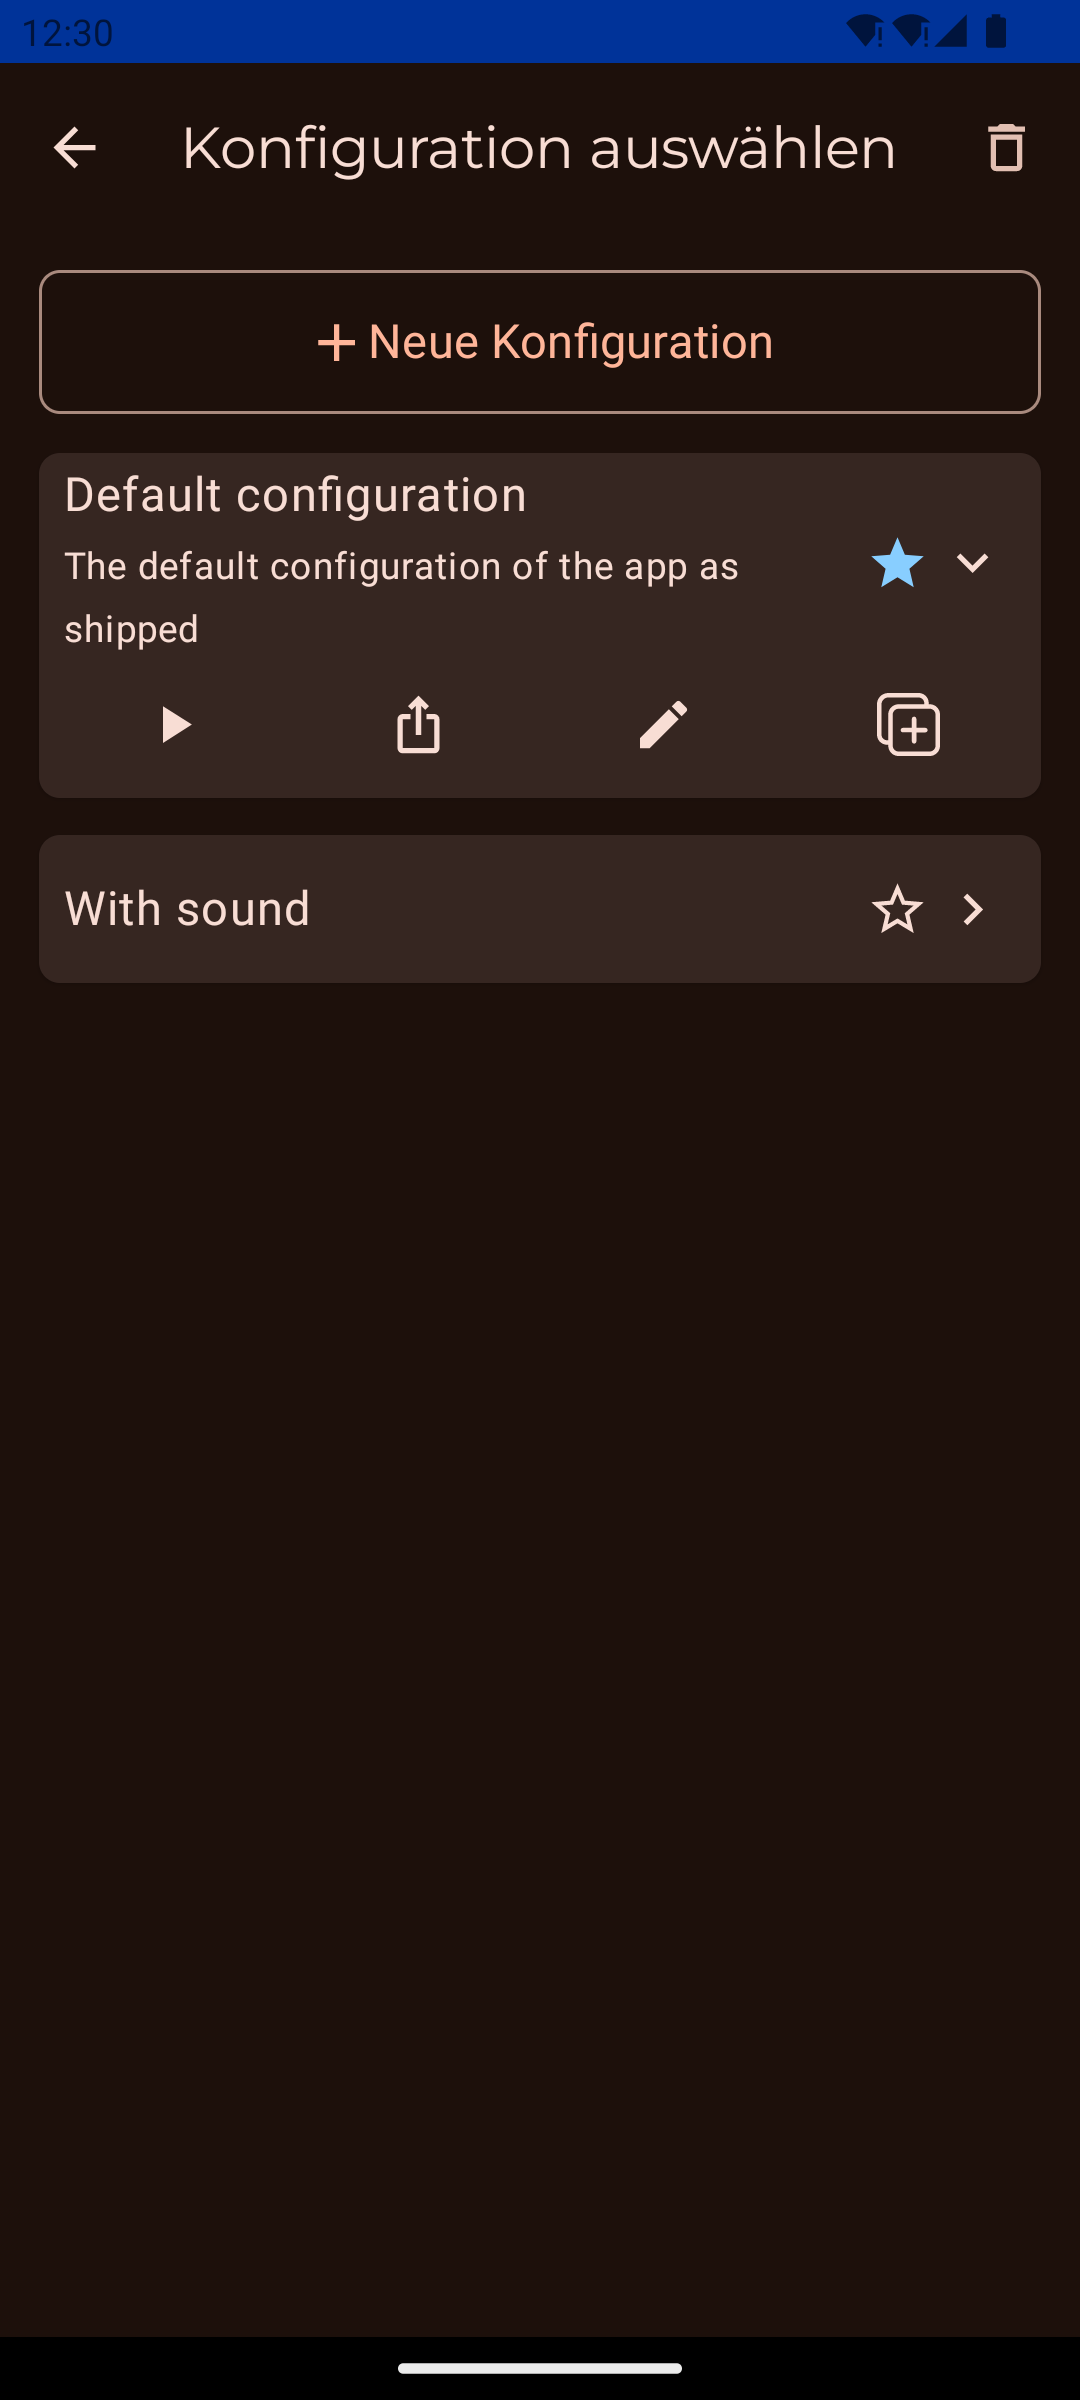 12:30
Konfiguration auswählen
Neue Konfiguration
Default configuration
The default configuration of the app as
shipped
With sound